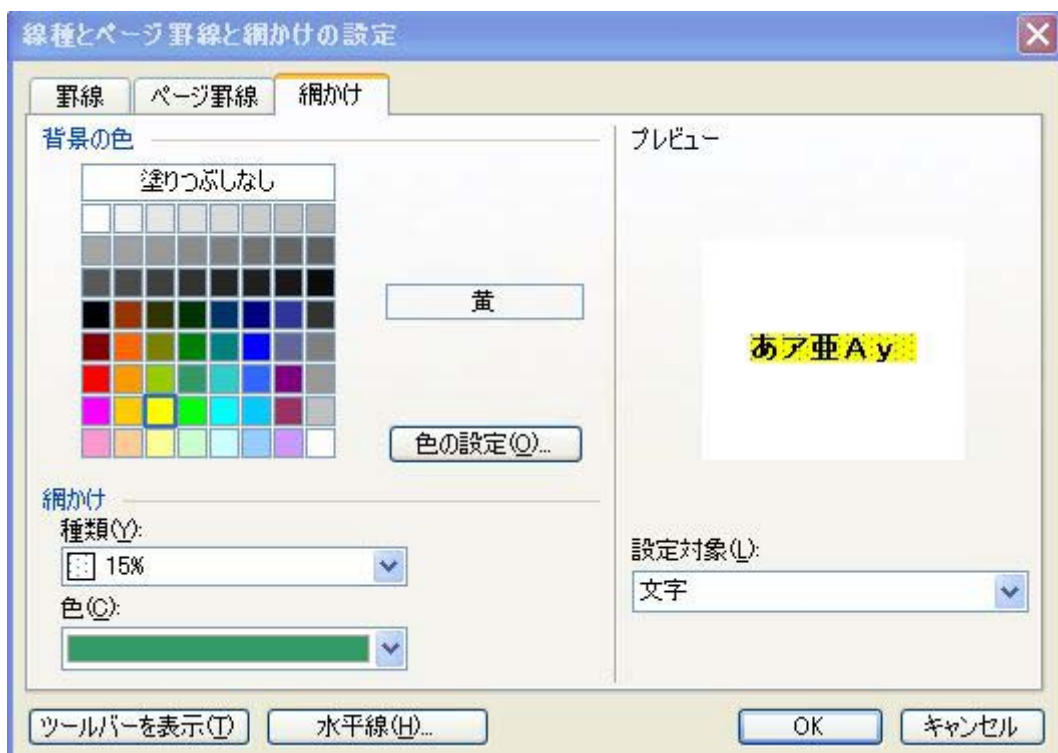 線種とページ罫線と網かけの設定
罫線 ページ罫線 網かけ
背景の色
塗りつぶしなし
黄
色の設定(O)...
網かけ
種類(Y):
15%
色(C):
プレビュー
あア亜Ay
設定対象(L):
文字
ツールバーを表示(T) 水平線(H)... OK キャンセル